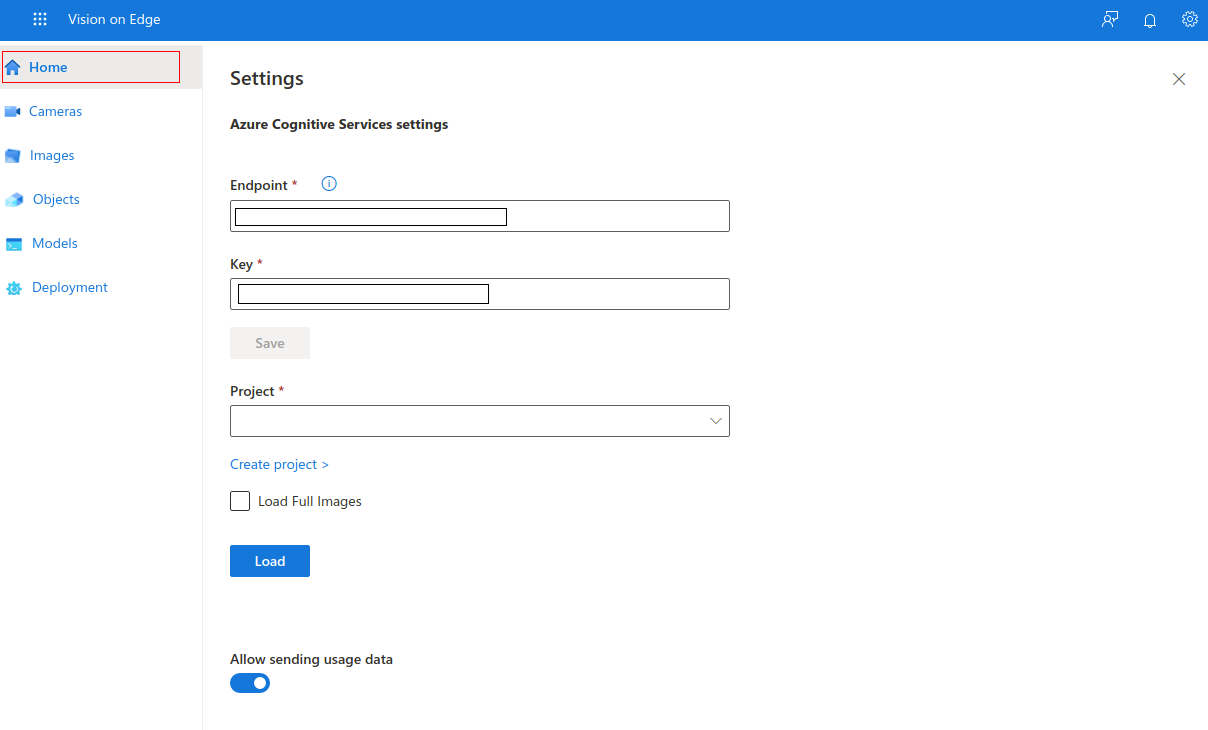 Vision on Edge
Home
Cameras
Images
Objects
Models
Deployment
Settings
Azure Cognitive Services settings
Endpoint *
Key *
Save
Project *
Create project >
Load Full Images
Load
Allow sending usage data